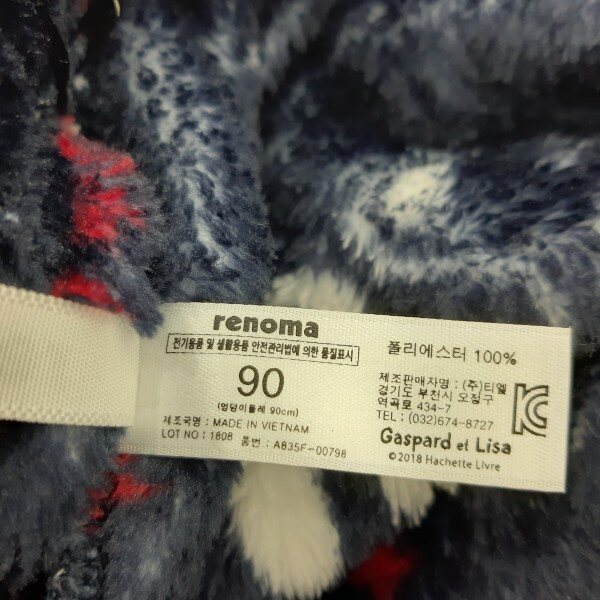 renoma
전기용품 및 생활용품 안전관리법에 의한 품질표시
90
(엉덩이둘레 90cm)
제조국명 : MADE IN VIETNAM
LOT NO : 1808 품번 : A835F-00798
폴리에스터 100%
제조판매자명 : (주)티엘
경기도 부천시 오정구
역곡로 434-7
TEL : (032)674-8727
Gaspard et Lisa
©2018 Hachette Livre